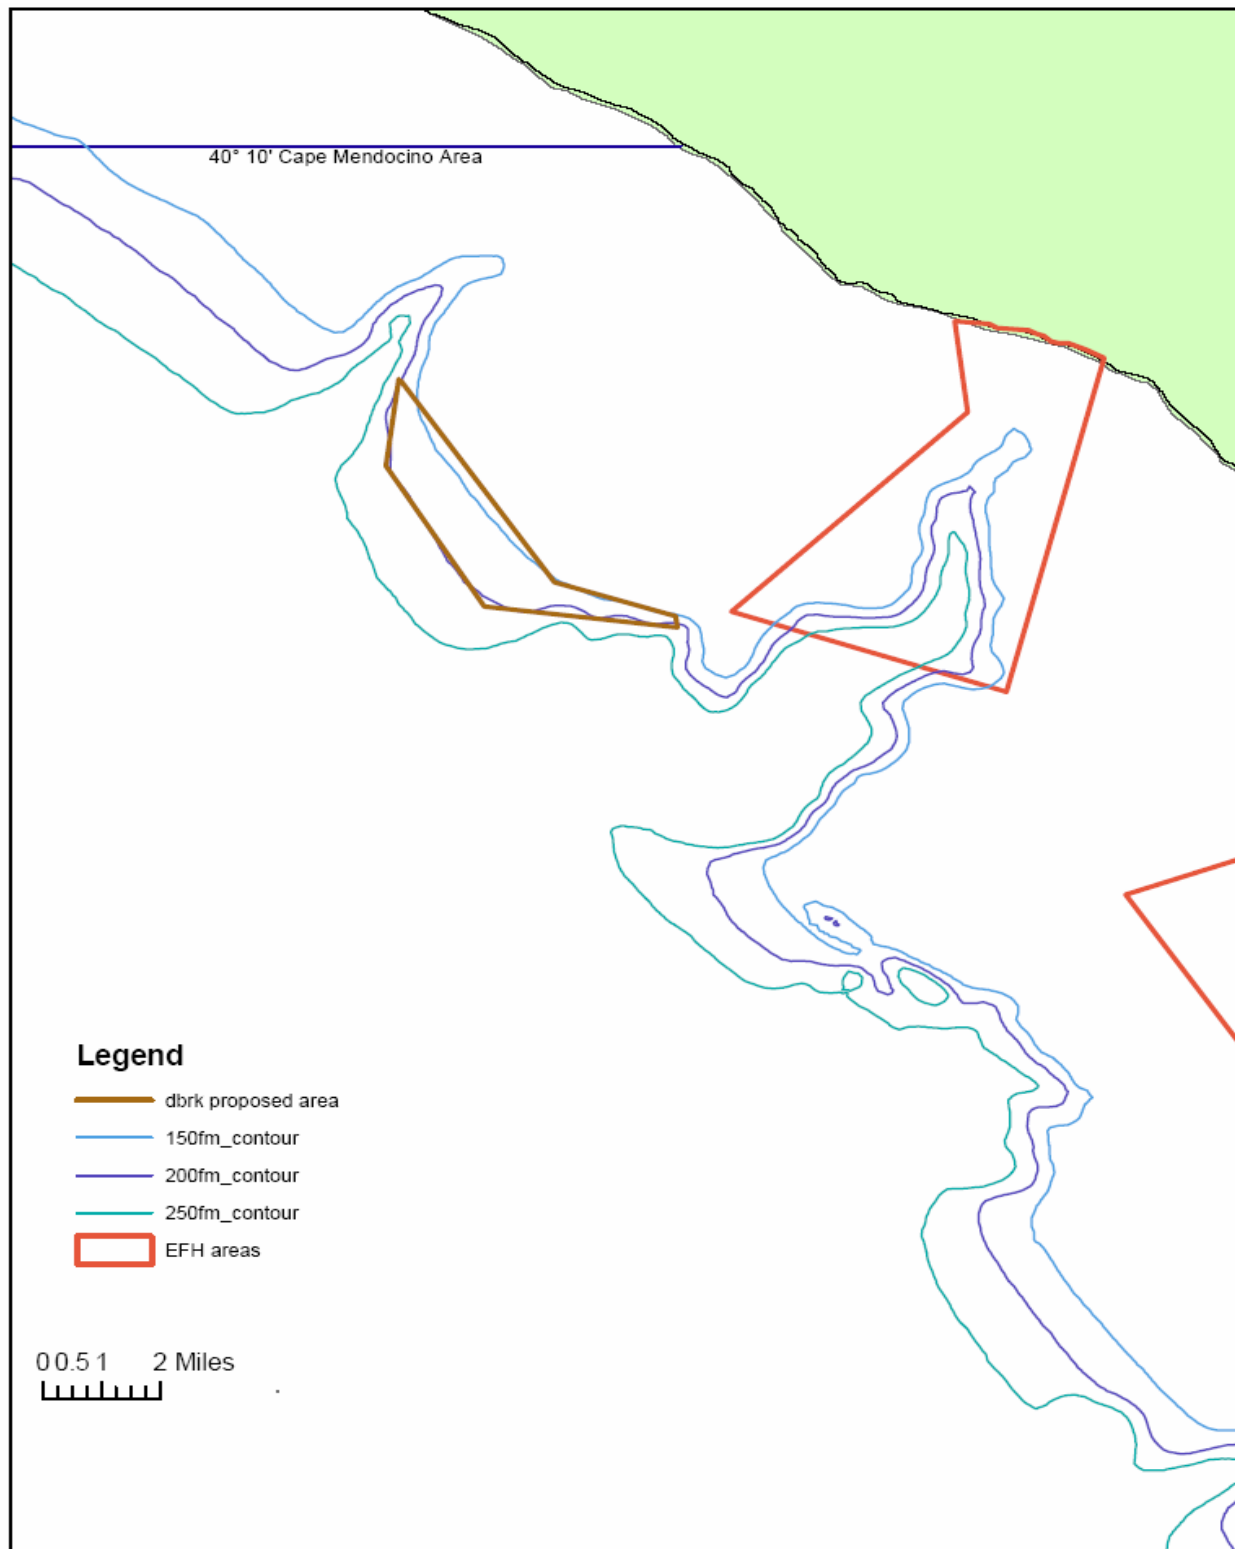 40° 10' Cape Mendocino Area
Legend
dbrk proposed area
150fm_contour
200fm_contour
250fm_contour
EFH areas
0 0.5 1 2 Miles